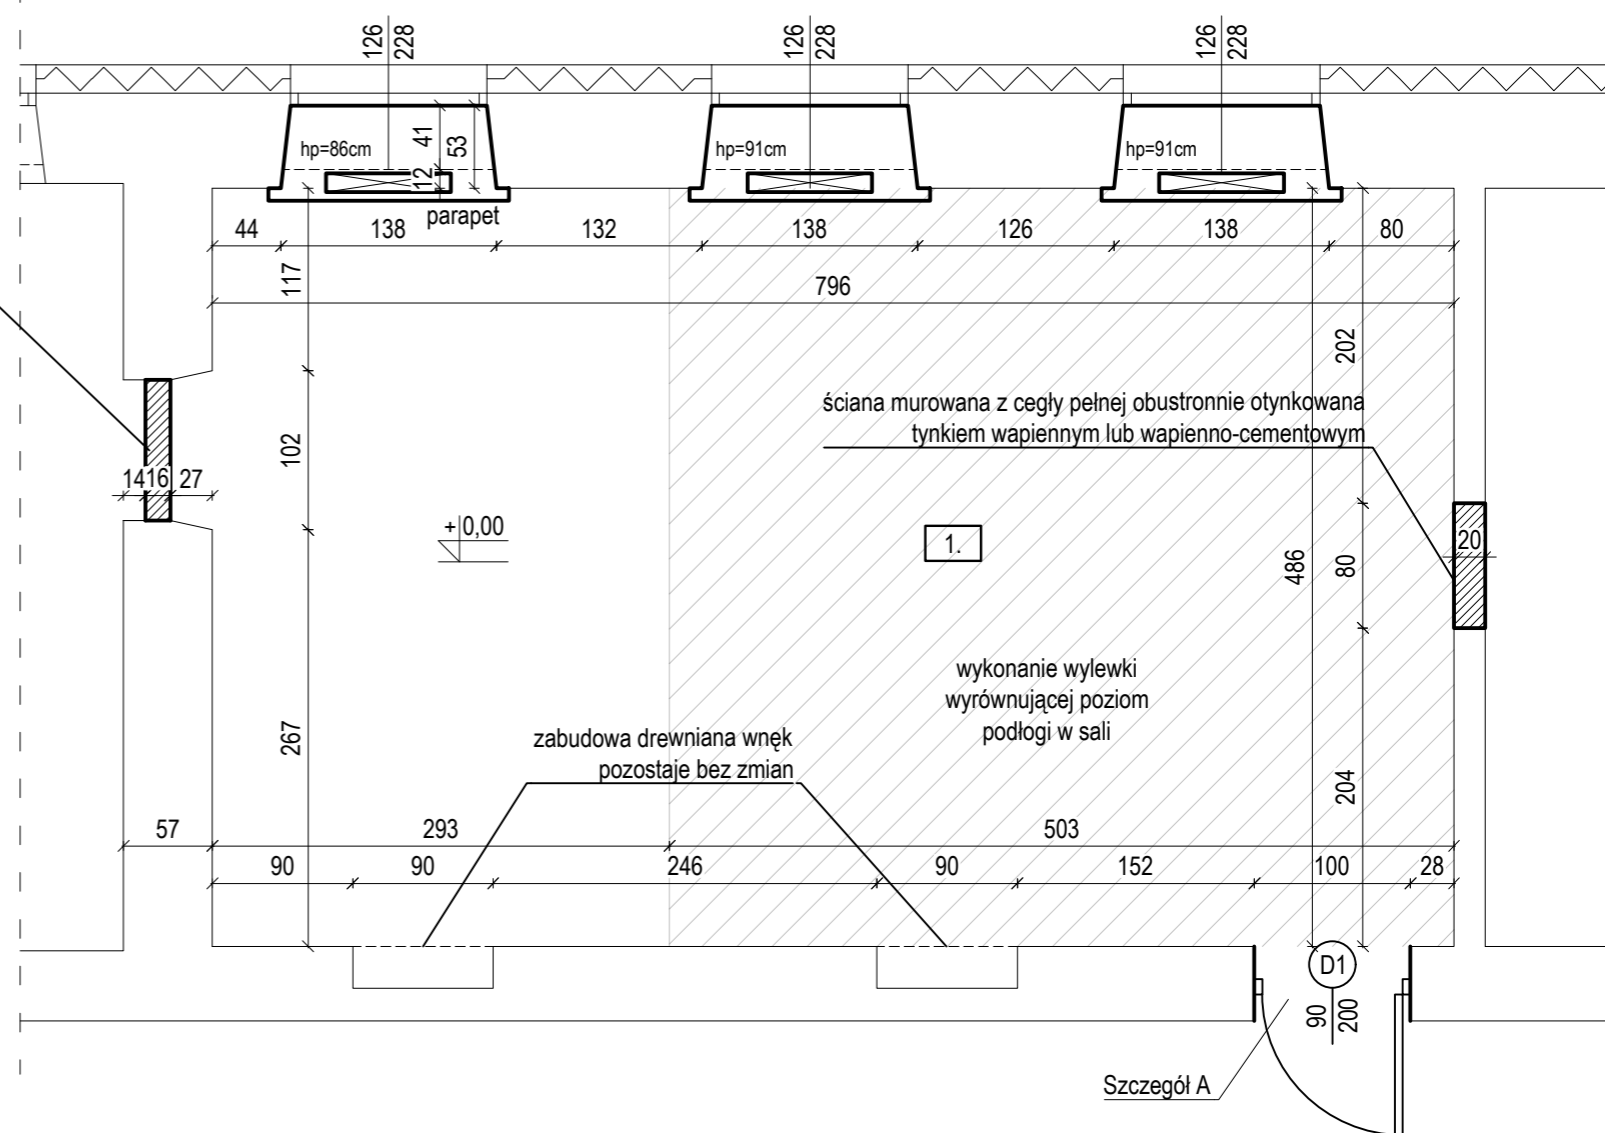 126 228
126 228
126 228
hp=86cm
41
53
12
hp=91cm
hp=91cm
parapet
44 138 132 138 126 138 80
117
796
202
ściana murowana z cegły pełnej obustronnie otynkowana
tynkiem wapiennym lub wapienno-cementowym
102
14 16 27
+0,00
1.
20
486
80
wykonanie wylewki
wyrównującej poziom
podłogi w sali
267
zabudowa drewniana wnęk
pozostaje bez zmian
204
57 293 503
90 90 246 90 152 100 28
D1
90 200
Szczegół A